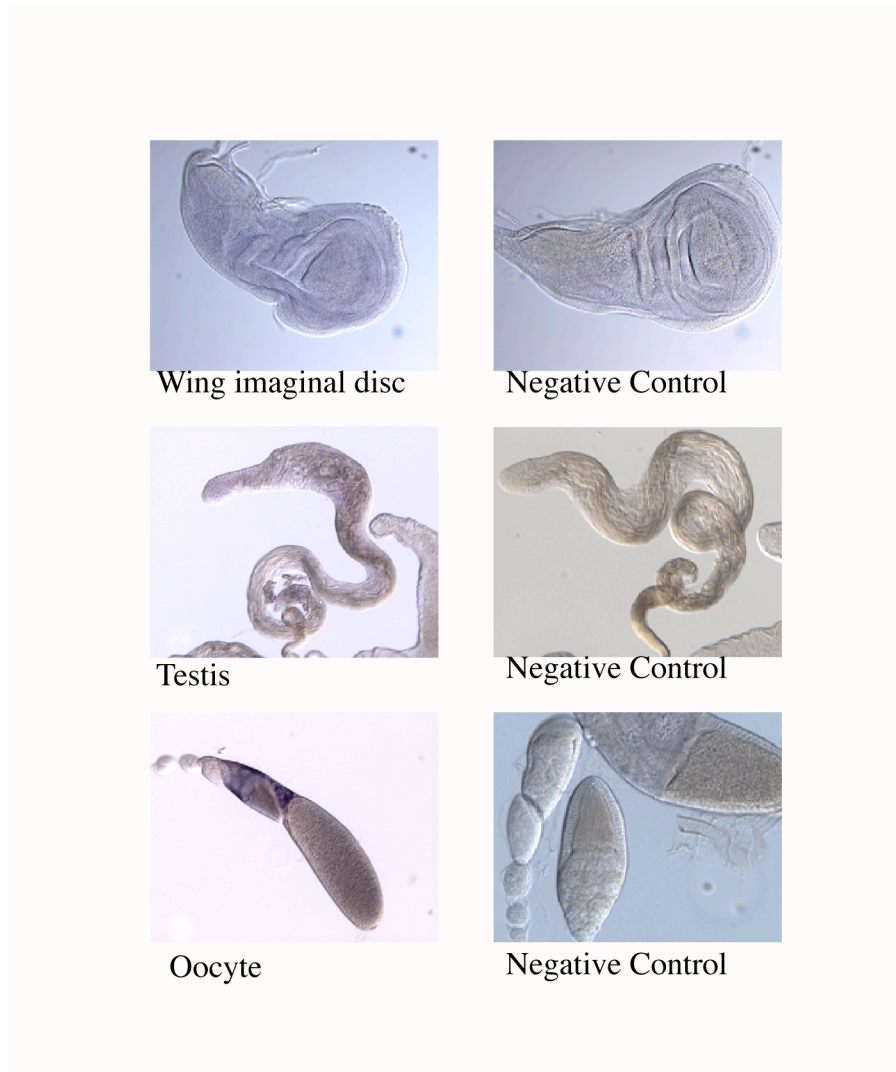 Wing imaginal disc
Negative Control
Testis
Negative Control
Oocyte
Negative Control